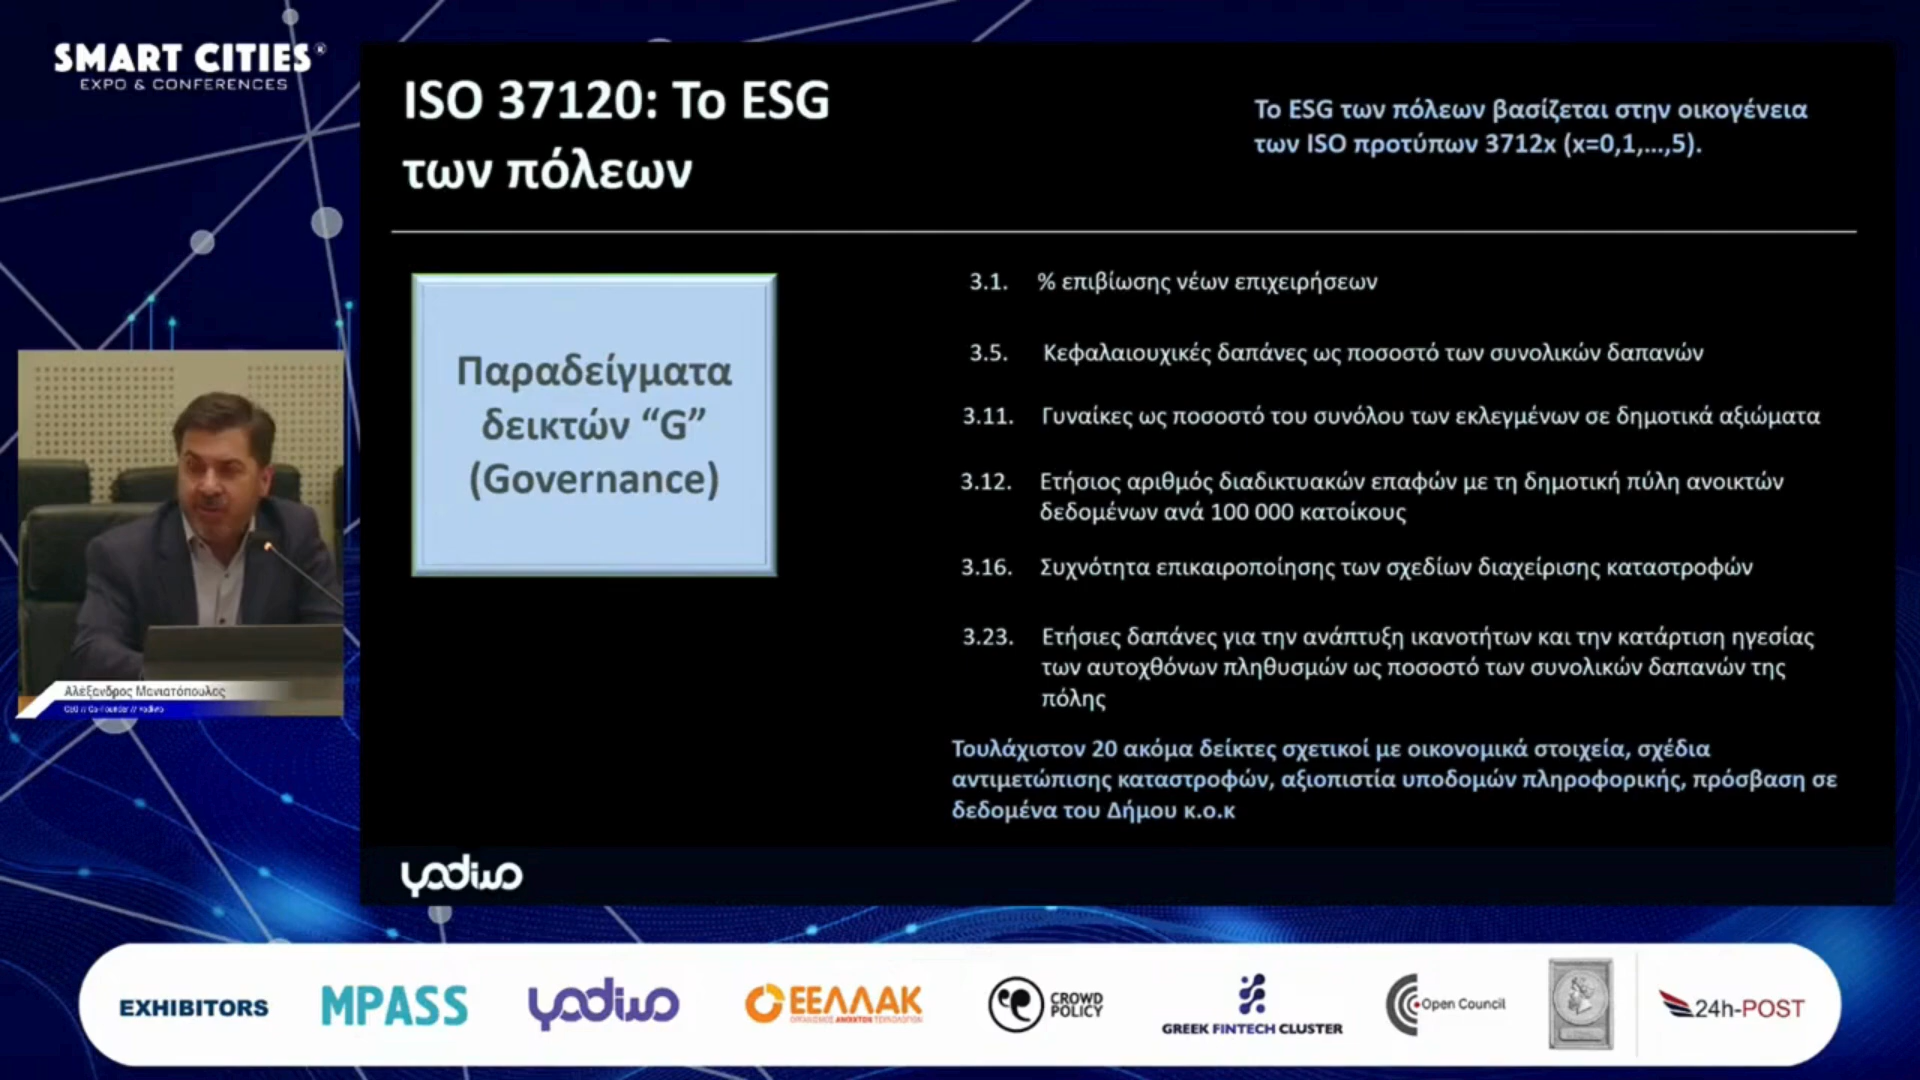 SMART CITIES®
EXPO & CONFERENCES
ISO 37120: Το ESG
των πόλεων
Το ESG των πόλεων βασίζεται στην οικογένεια
των ISO προτύπων 3712x (x=0,1,...,5).
Παραδείγματα
δεικτών “G”
(Governance)
3.1. % επιβίωσης νέων επιχειρήσεων
3.5. Κεφαλαιουχικές δαπάνες ως ποσοστό των συνολικών δαπανών
3.11. Γυναίκες ως ποσοστό του συνόλου των εκλεγμένων σε δημοτικά αξιώματα
3.12. Ετήσιος αριθμός διαδικτυακών επαφών με τη δημοτική πύλη ανοικτών
δεδομένων ανά 100 000 κατοίκους
3.16. Συχνότητα επικαιροποίησης των σχεδίων διαχείρισης καταστροφών
3.23. Ετήσιες δαπάνες για την ανάπτυξη ικανοτήτων και την κατάρτιση ηγεσίας
των αυτοχθόνων πληθυσμών ως ποσοστό των συνολικών δαπανών της
πόλης
Τουλάχιστον 20 ακόμα δείκτες σχετικοί με οικονομικά στοιχεία, σχέδια
αντιμετώπισης καταστροφών, αξιοπιστία υποδομών πληροφορικής, πρόσβαση σε
δεδομένα του Δήμου κ.ο.κ
Αλέξανδρος Μανιατόπουλος
CEO // Co-Founder // Yodiwo
yodiwo
EXHIBITORS
MPASS
yodiwo
ΕΕΛΛΑΚ
ΟΡΓΑΝΙΣΜΟΣ ΑΝΟΙΧΤΩΝ ΤΕΧΝΟΛΟΓΙΩΝ
CROWD
POLICY
GREEK FINTECH CLUSTER
Open Council
24h-POST